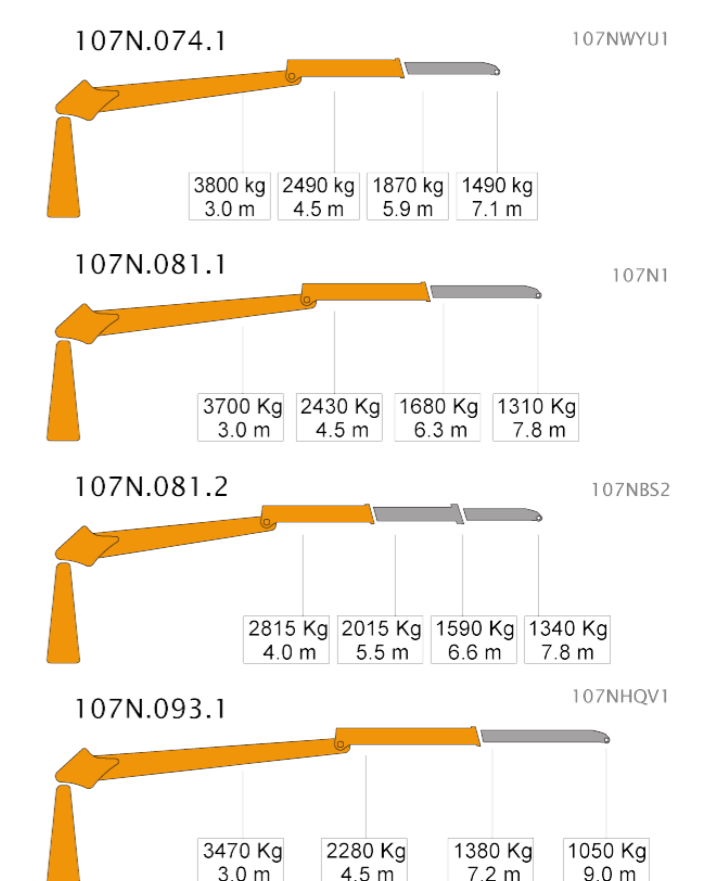 107N.074.1 107NWYU1
3800 kg 2490 kg 1870 kg 1490 kg
3.0 m 4.5 m 5.9 m 7.1 m
107N.081.1 107N1
3700 Kg 2430 Kg 1680 Kg 1310 Kg
3.0 m 4.5 m 6.3 m 7.8 m
107N.081.2 107NBS2
2815 Kg 2015 Kg 1590 Kg 1340 Kg
4.0 m 5.5 m 6.6 m 7.8 m
107N.093.1 107NHQV1
3470 Kg 2280 Kg 1380 Kg 1050 Kg
3.0 m 4.5 m 7.2 m 9.0 m